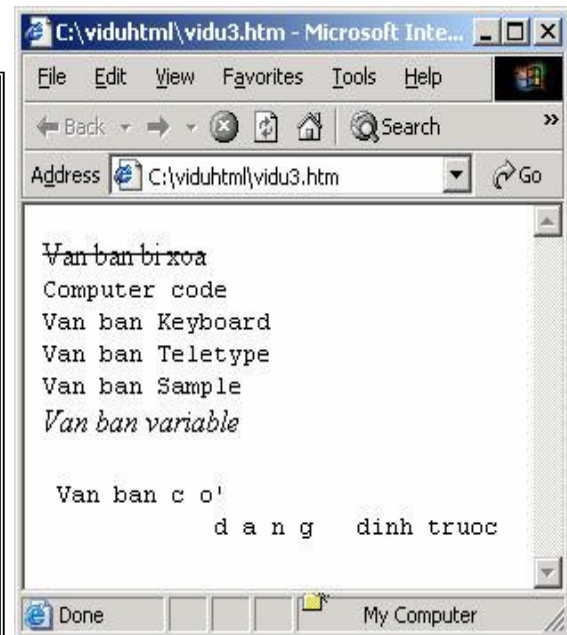 C:\viduhtml\vidu3.htm - Microsoft Inte...
File Edit View Favorites Tools Help
Back Search »
Address C:\viduhtml\vidu3.htm Go
Van ban bi xoa
Computer code
Van ban Keyboard
Van ban Teletype
Van ban Sample
Van ban variable
Van ban c o'
d a n g dinh truoc
Done My Computer